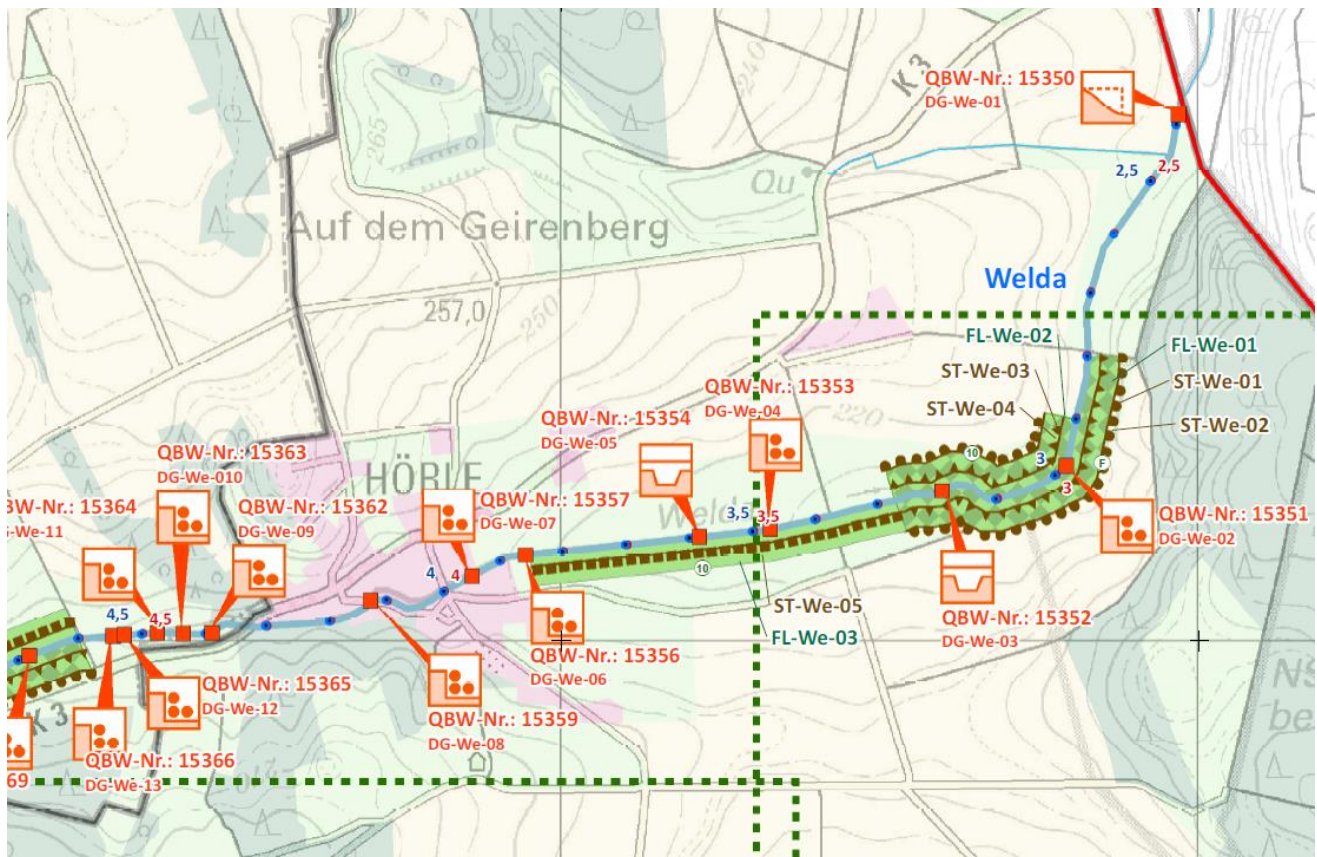 QBW-Nr.: 15350
DG-We-01
K 3
265
240
Qu
2,5
2,5
Auf dem Geirenberg
257,0
250
Welda
FL-We-02
FL-We-01
ST-We-03
ST-We-01
ST-We-04
ST-We-02
220
QBW-Nr.: 15353
DG-We-04
QBW-Nr.: 15354
DG-We-05
QBW-Nr.: 15363
DG-We-010
HÖRLE
10
3
F
3
QBW-Nr.: 15364
DG-We-11
QBW-Nr.: 15362
DG-We-09
QBW-Nr.: 15357
DG-We-07
Welda
3,5
3,5
QBW-Nr.: 15351
DG-We-02
10
4
4
4,5
4,5
ST-We-05
FL-We-03
QBW-Nr.: 15352
DG-We-03
QBW-Nr.: 15356
DG-We-06
QBW-Nr.: 15365
DG-We-12
K 3
QBW-Nr.: 15359
DG-We-08
QBW-Nr.: 15366
DG-We-13
69
NS
be